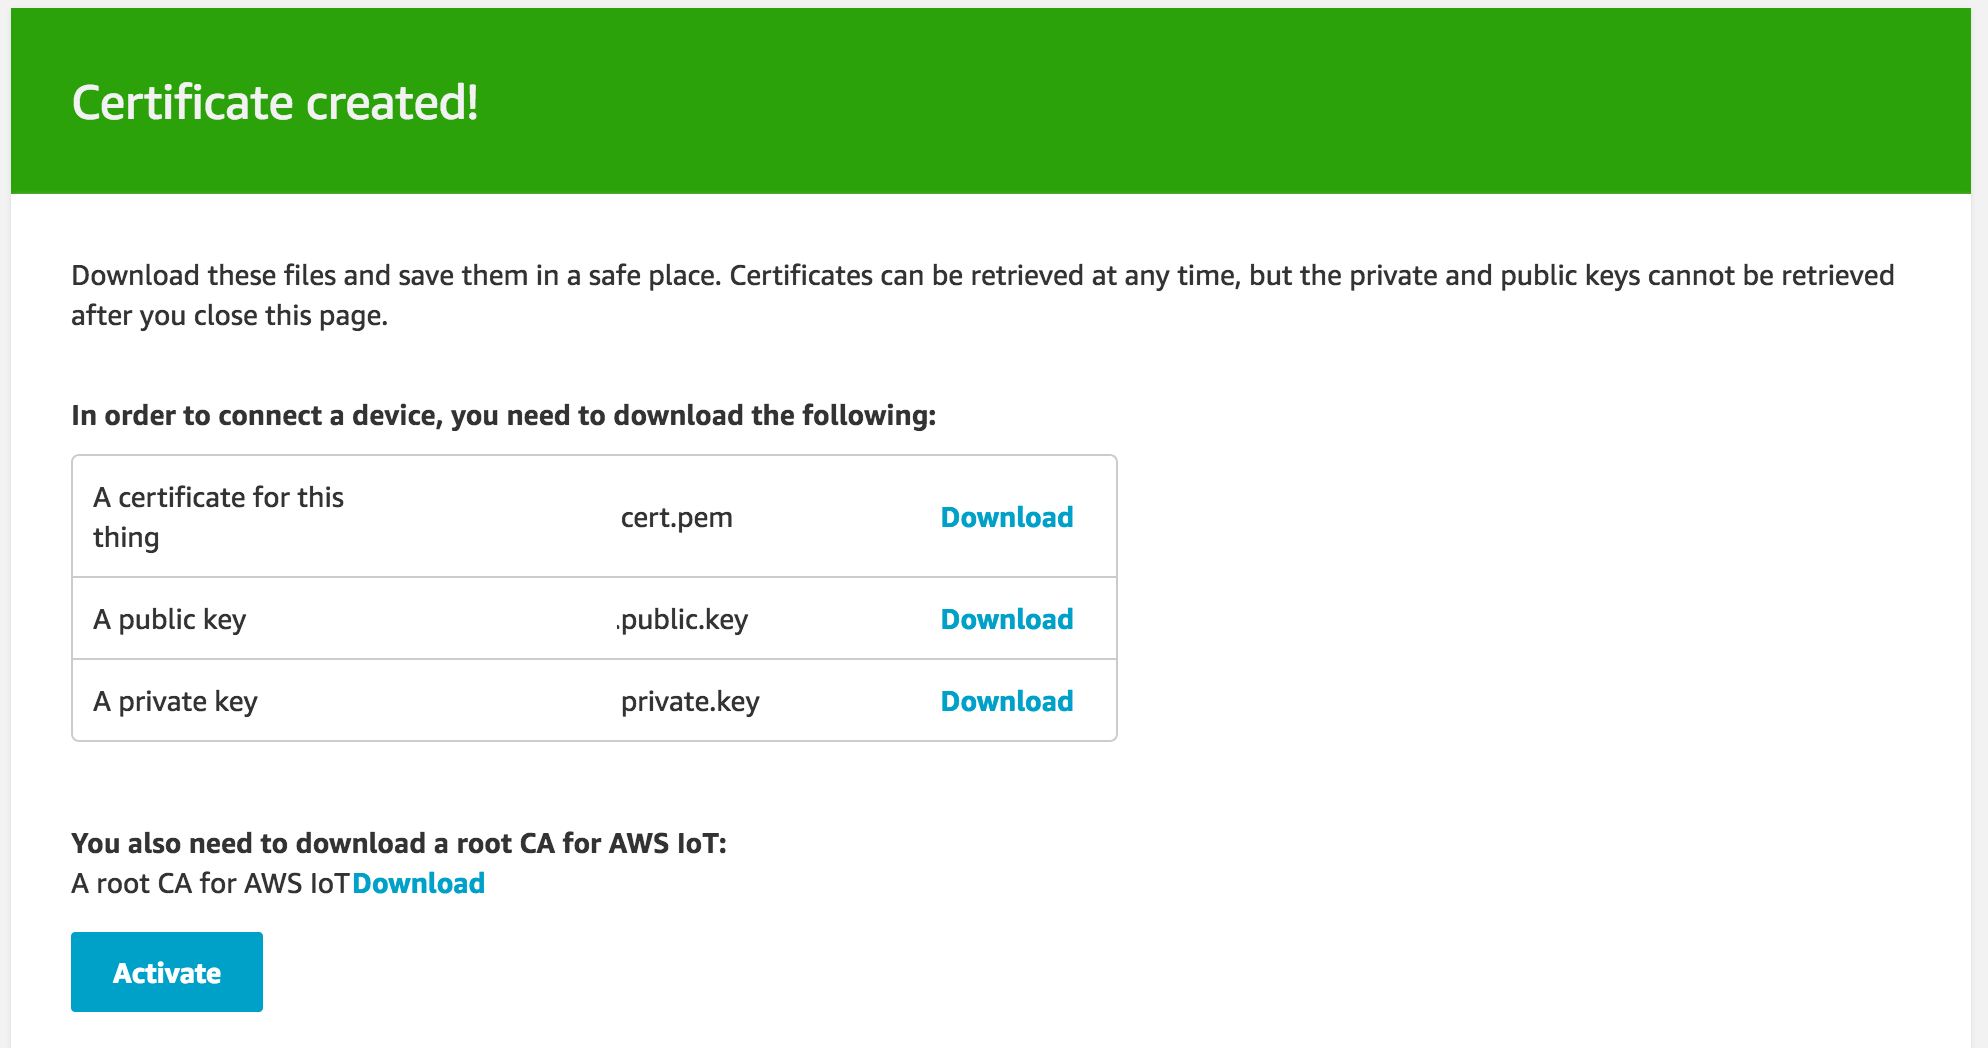 Certificate created!
Download these files and save them in a safe place. Certificates can be retrieved at any time, but the private and public keys cannot be retrieved
after you close this page.
In order to connect a device, you need to download the following:
A certificate for this
thing
cert.pem
Download
A public key
.public.key
Download
A private key
private.key
Download
You also need to download a root CA for AWS IoT:
A root CA for AWS IoT Download
Activate